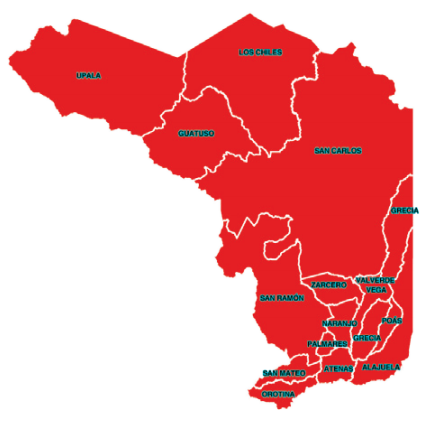 LOS CHILES
UPALA
GUATUSO
SAN CARLOS
GRECIA
VALVERDE
VEGA
ZARCERO
SAN RAMON
NARANJO
POAS
GRECIA
PALMARES
ALAJUELA
ATENAS
SAN MATEO
OROTINA